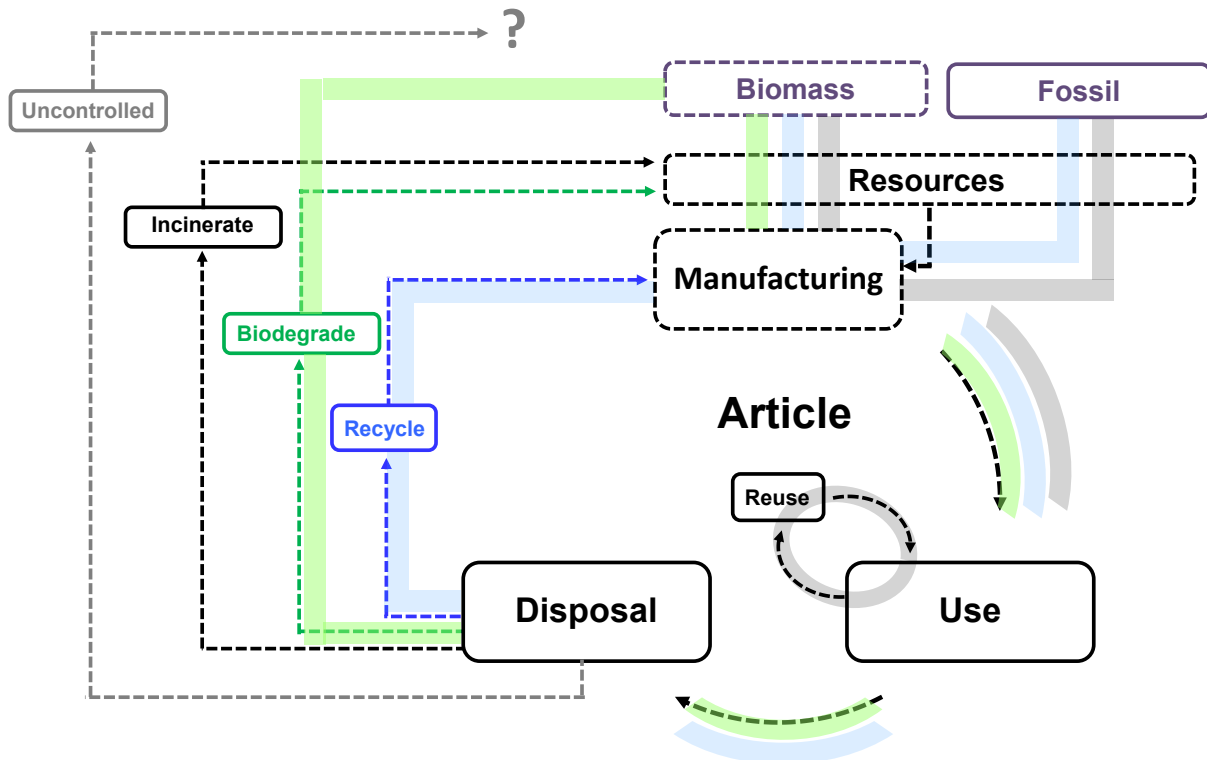 ?
Biomass
Fossil
Uncontrolled
Resources
Incinerate
Manufacturing
Biodegrade
Article
Recycle
Reuse
Disposal
Use